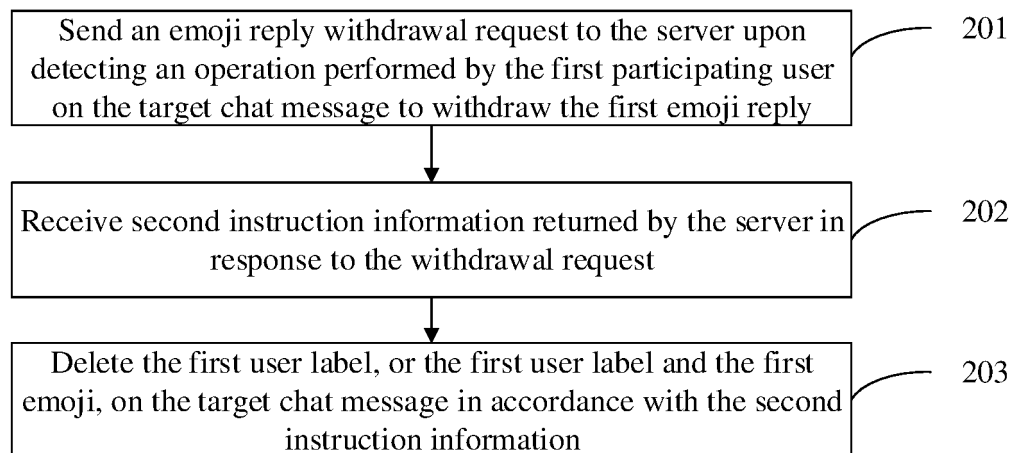 Send an emoji reply withdrawal request to the server upon
detecting an operation performed by the first participating user
on the target chat message to withdraw the first emoji reply
201
Receive second instruction information returned by the server in
response to the withdrawal request
202
Delete the first user label, or the first user label and the first
emoji, on the target chat message in accordance with the second
instruction information
203